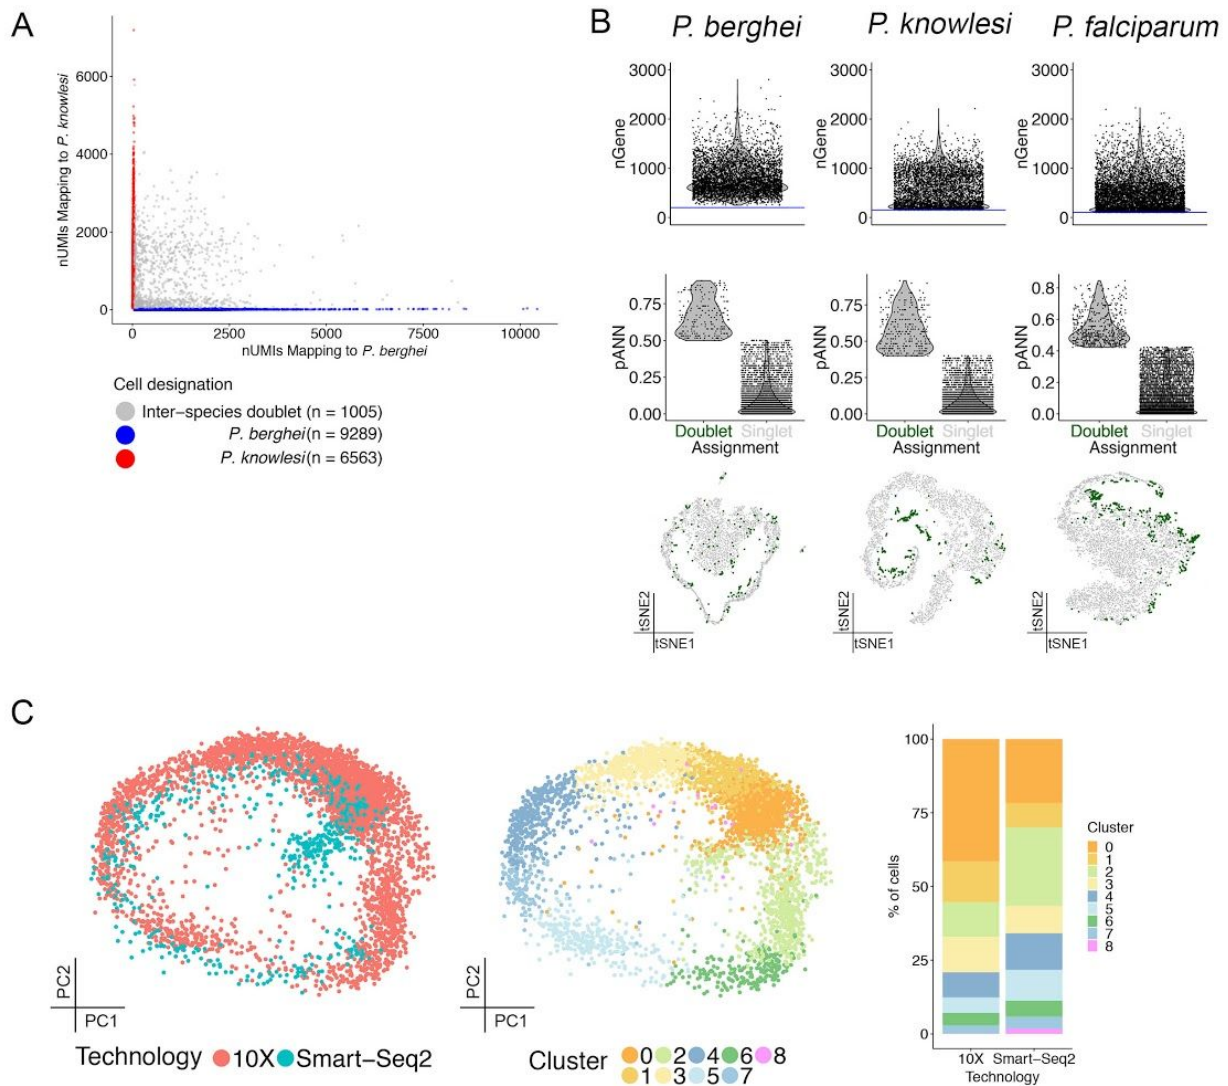 A
6000
4000
2000
0
nUMIs Mapping to P. knowlesi
0 2500 5000 7500 10000
nUMIs Mapping to P. berghei
Cell designation
Inter-species doublet (n = 1005)
P. berghei (n = 9289)
P. knowlesi (n = 6563)
B
P. berghei P. knowlesi P. falciparum
nGene
3000
2000
1000
0
nGene
3000
2000
1000
0
nGene
3000
2000
1000
0
pANN
0.75
0.50
0.25
0.00
Doublet Singlet
Assignment
pANN
0.75
0.50
0.25
0.00
Doublet Singlet
Assignment
pANN
0.8
0.6
0.4
0.2
0.0
Doublet Singlet
Assignment
tSNE2
tSNE1
tSNE2
tSNE1
tSNE2
tSNE1
C
PC2
PC1
Technology 10X Smart-Seq2
PC2
PC1
Cluster 0 2 4 6 8
1 3 5 7
% of cells
100
75
50
25
0
10X Smart-Seq2
Technology
Cluster
0
1
2
3
4
5
6
7
8